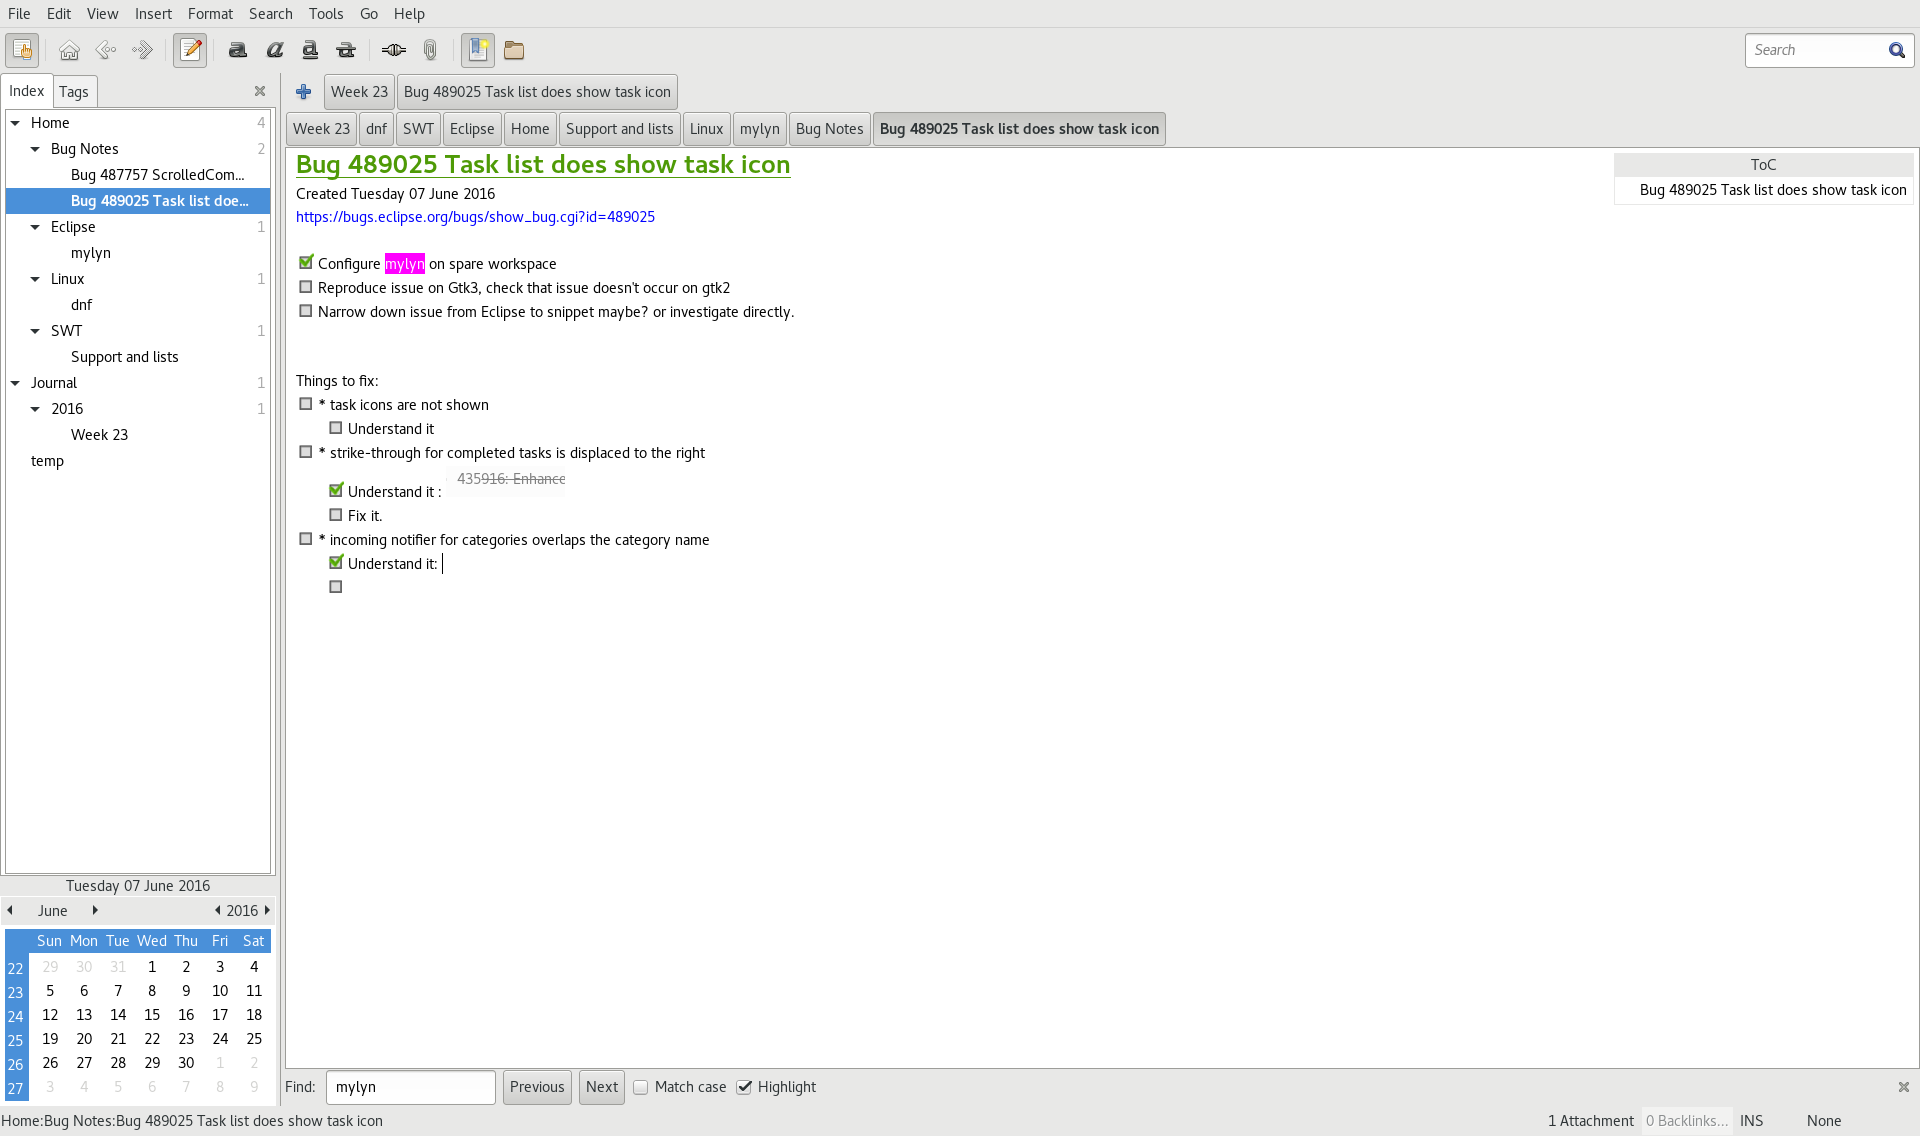 File Edit View Insert Format Search Tools Go Help
Search
Index Tags
Home 4
Bug Notes 2
Bug 487757 ScrolledCom...
Bug 489025 Task list doe...
Eclipse 1
mylyn
Linux 1
dnf
SWT 1
Support and lists
Journal 1
2016 1
Week 23
temp
Tuesday 07 June 2016
June 2016
Sun Mon Tue Wed Thu Fri Sat
22 29 30 31 1 2 3 4
23 5 6 7 8 9 10 11
24 12 13 14 15 16 17 18
25 19 20 21 22 23 24 25
26 26 27 28 29 30 1 2
27 3 4 5 6 7 8 9
Week 23 Bug 489025 Task list does show task icon
Week 23 dnf SWT Eclipse Home Support and lists Linux mylyn Bug Notes Bug 489025 Task list does show task icon
Bug 489025 Task list does show task icon
Created Tuesday 07 June 2016
https://bugs.eclipse.org/bugs/show_bug.cgi?id=489025
Configure mylyn on spare workspace
Reproduce issue on Gtk3, check that issue doesn't occur on gtk2
Narrow down issue from Eclipse to snippet maybe? or investigate directly.
Things to fix:
* task icons are not shown
Understand it
* strike-through for completed tasks is displaced to the right
435916: Enhance
Understand it :
Fix it.
* incoming notifier for categories overlaps the category name
Understand it:
ToC
Bug 489025 Task list does show task icon
Find: mylyn Previous Next Match case Highlight
Home:Bug Notes:Bug 489025 Task list does show task icon
1 Attachment 0 Backlinks... INS None